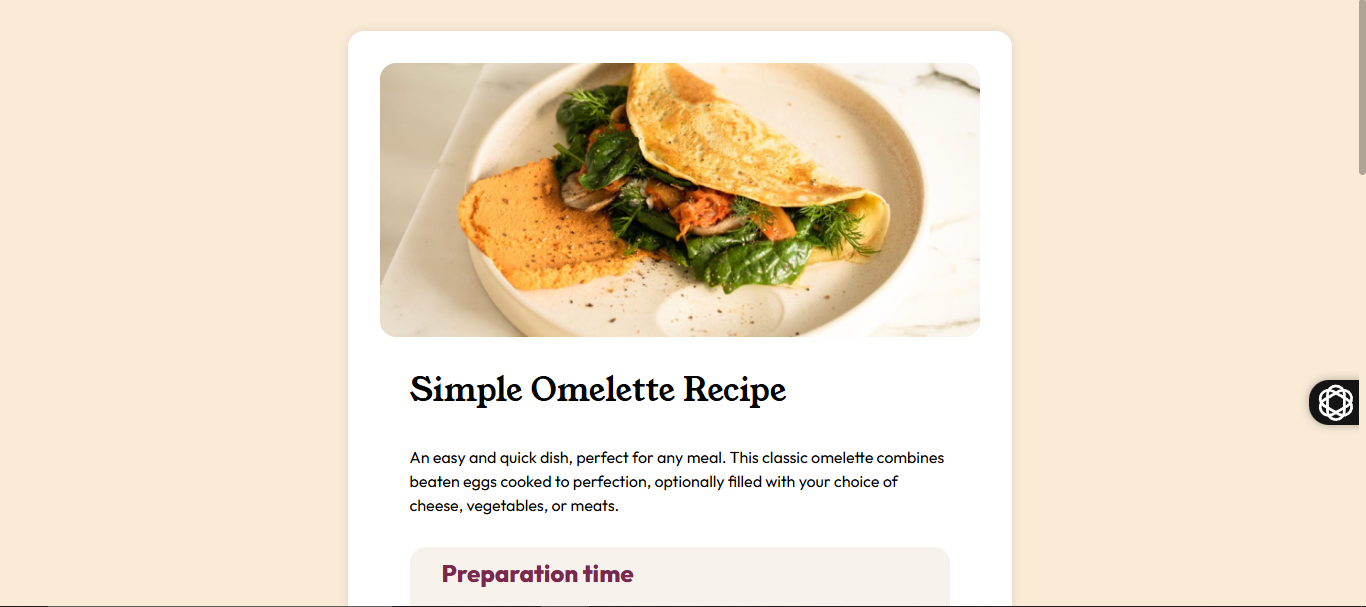 Simple Omelette Recipe
An easy and quick dish, perfect for any meal. This classic omelette combines
beaten eggs cooked to perfection, optionally filled with your choice of
cheese, vegetables, or meats.
Preparation time